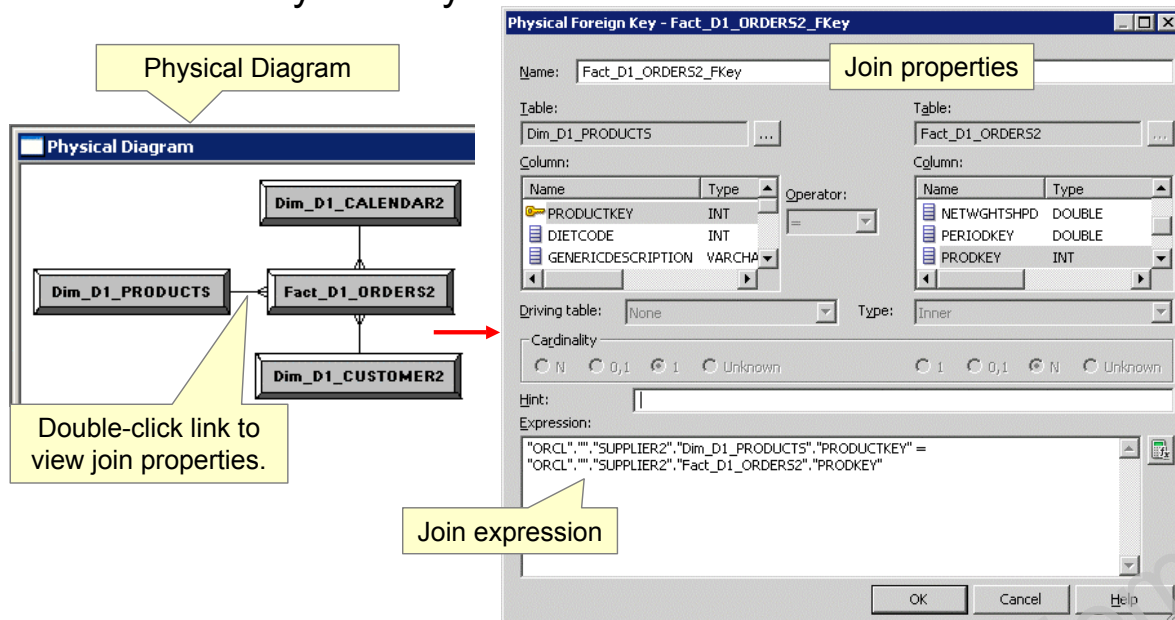 Physical Diagram
Physical Diagram
Dim_D1_CALENDAR2
Dim_D1_PRODUCTS
Fact_D1_ORDERS2
Dim_D1_CUSTOMER2
Double-click link to
view join properties.
Physical Foreign Key - Fact_D1_ORDERS2_FKey
Join properties
Name: Fact_D1_ORDERS2_FKey
Table: Table:
Dim_D1_PRODUCTS ... Fact_D1_ORDERS2 ...
Column: Column:
Name Type Operator: Name Type
PRODUCTKEY INT = NETWGHTSHPD DOUBLE
DIETCODE INT PERIODKEY DOUBLE
GENERICDESCRIPTION VARCHA PRODKEY INT
Driving table: None Type: Inner
Cardinality
N 0,1 1 Unknown 1 0,1 N Unknown
Hint:
Expression:
"ORCL".""."SUPPLIER2"."Dim_D1_PRODUCTS"."PRODUCTKEY" =
"ORCL".""."SUPPLIER2"."Fact_D1_ORDERS2"."PRODKEY"
Join expression
OK Cancel Help